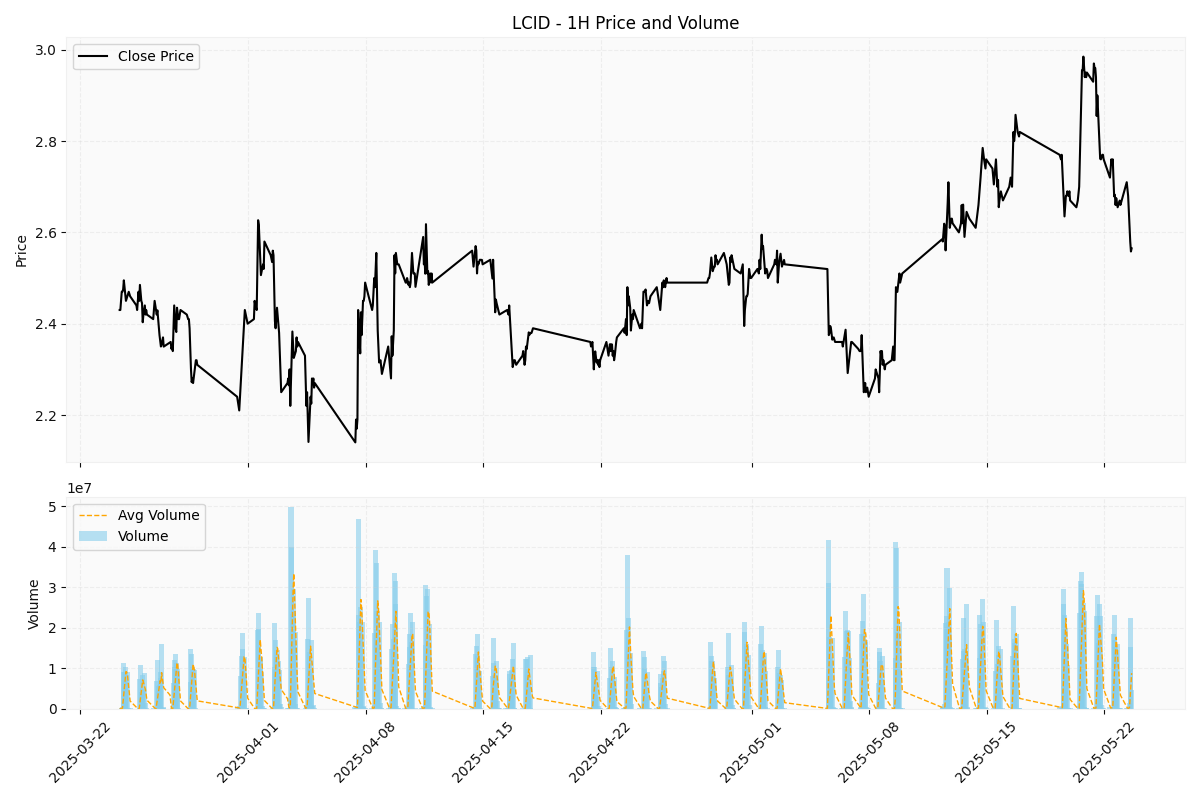 LCID - 1H Price and Volume
Close Price
3.0
2.8
2.6
2.4
2.2
Price
1e7
Avg Volume
Volume
5
4
3
2
1
0
Volume
2025-03-22
2025-04-01
2025-04-08
2025-04-15
2025-04-22
2025-05-01
2025-05-08
2025-05-15
2025-05-22